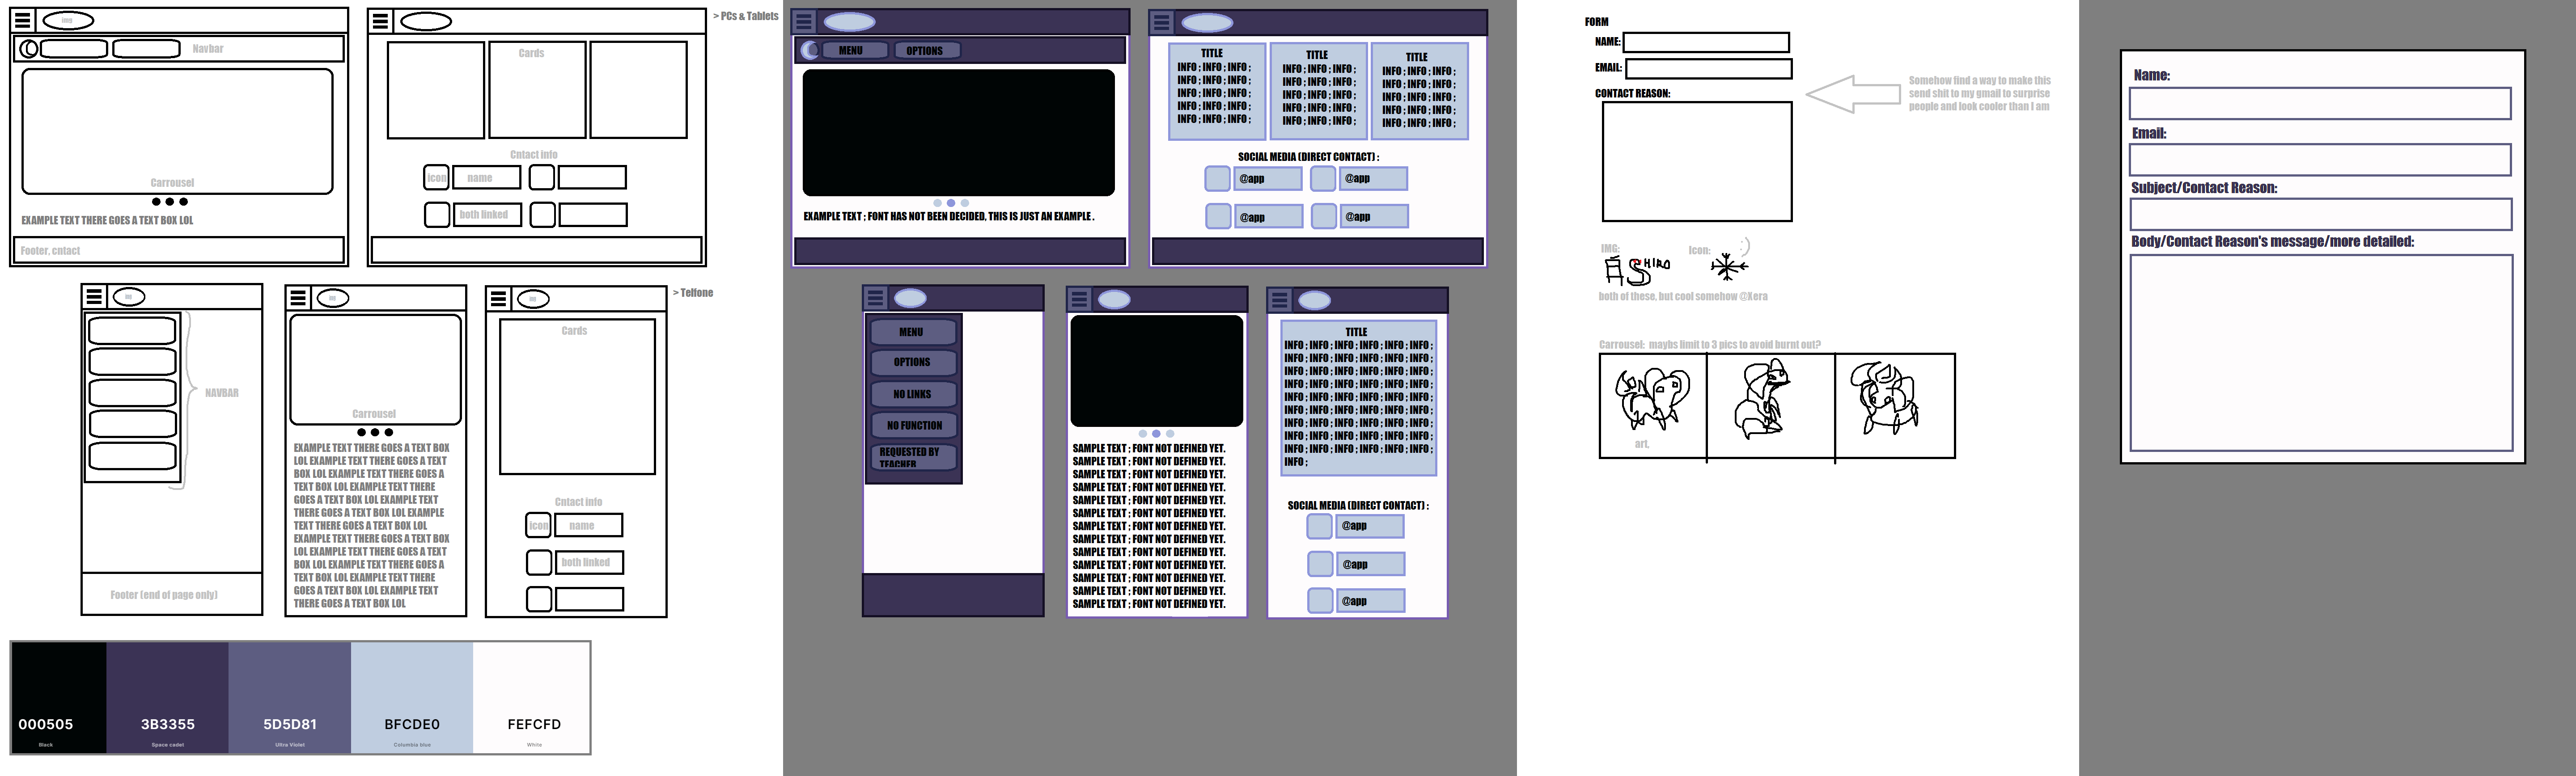 img
> PCs & Tablets
Navbar
Carrousel
EXAMPLE TEXT THERE GOES A TEXT BOX LOL
Footer, cntact
Cards
Cntact info
icon
name
both linked
> Telfone
NAVBAR
Footer (end of page only)
Carrousel
EXAMPLE TEXT THERE GOES A TEXT BOX
LOL EXAMPLE TEXT THERE GOES A TEXT
BOX LOL EXAMPLE TEXT THERE GOES A
TEXT BOX LOL EXAMPLE TEXT THERE
GOES A TEXT BOX LOL EXAMPLE TEXT
THERE GOES A TEXT BOX LOL EXAMPLE
TEXT THERE GOES A TEXT BOX LOL
EXAMPLE TEXT THERE GOES A TEXT BOX
LOL EXAMPLE TEXT THERE GOES A TEXT
BOX LOL EXAMPLE TEXT THERE GOES A
TEXT BOX LOL EXAMPLE TEXT THERE
GOES A TEXT BOX LOL EXAMPLE TEXT
THERE GOES A TEXT BOX LOL
Cards
Cntact info
icon
name
both linked
000505
Black
3B3355
Space cadet
5D5D81
Ultra Violet
BFCDE0
Columbia blue
FEFCFD
White
MENU
OPTIONS
EXAMPLE TEXT ; FONT HAS NOT BEEN DECIDED, THIS IS JUST AN EXAMPLE .
TITLE
INFO ; INFO ; INFO ;
INFO ; INFO ; INFO ;
INFO ; INFO ; INFO ;
INFO ; INFO ; INFO ;
INFO ; INFO ; INFO ;
TITLE
INFO ; INFO ; INFO ;
INFO ; INFO ; INFO ;
INFO ; INFO ; INFO ;
INFO ; INFO ; INFO ;
INFO ; INFO ; INFO ;
TITLE
INFO ; INFO ; INFO ;
INFO ; INFO ; INFO ;
INFO ; INFO ; INFO ;
INFO ; INFO ; INFO ;
INFO ; INFO ; INFO ;
SOCIAL MEDIA (DIRECT CONTACT) :
@app
@app
@app
@app
MENU
OPTIONS
NO LINKS
NO FUNCTION
REQUESTED BY
TEACHER
SAMPLE TEXT ; FONT NOT DEFINED YET.
SAMPLE TEXT ; FONT NOT DEFINED YET.
SAMPLE TEXT ; FONT NOT DEFINED YET.
SAMPLE TEXT ; FONT NOT DEFINED YET.
SAMPLE TEXT ; FONT NOT DEFINED YET.
SAMPLE TEXT ; FONT NOT DEFINED YET.
SAMPLE TEXT ; FONT NOT DEFINED YET.
SAMPLE TEXT ; FONT NOT DEFINED YET.
SAMPLE TEXT ; FONT NOT DEFINED YET.
SAMPLE TEXT ; FONT NOT DEFINED YET.
SAMPLE TEXT ; FONT NOT DEFINED YET.
SAMPLE TEXT ; FONT NOT DEFINED YET.
SAMPLE TEXT ; FONT NOT DEFINED YET.
TITLE
INFO ; INFO ; INFO ; INFO ; INFO ; INFO ;
INFO ; INFO ; INFO ; INFO ; INFO ; INFO ;
INFO ; INFO ; INFO ; INFO ; INFO ; INFO ;
INFO ; INFO ; INFO ; INFO ; INFO ; INFO ;
INFO ; INFO ; INFO ; INFO ; INFO ; INFO ;
INFO ; INFO ; INFO ; INFO ; INFO ; INFO ;
INFO ; INFO ; INFO ; INFO ; INFO ; INFO ;
INFO ; INFO ; INFO ; INFO ; INFO ; INFO ;
INFO ; INFO ; INFO ; INFO ; INFO ; INFO ;
INFO ;
SOCIAL MEDIA (DIRECT CONTACT) :
@app
@app
@app
FORM
NAME:
EMAIL:
CONTACT REASON:
Somehow find a way to make this
send shit to my gmail to surprise
people and look cooler than I am
IMG:
Icon:
:)
SHIRO
both of these, but cool somehow @Kera
Carrousel: maybs limit to 3 pics to avoid burnt out?
art.
Name:
Email:
Subject/Contact Reason:
Body/Contact Reason's message/more detailed: